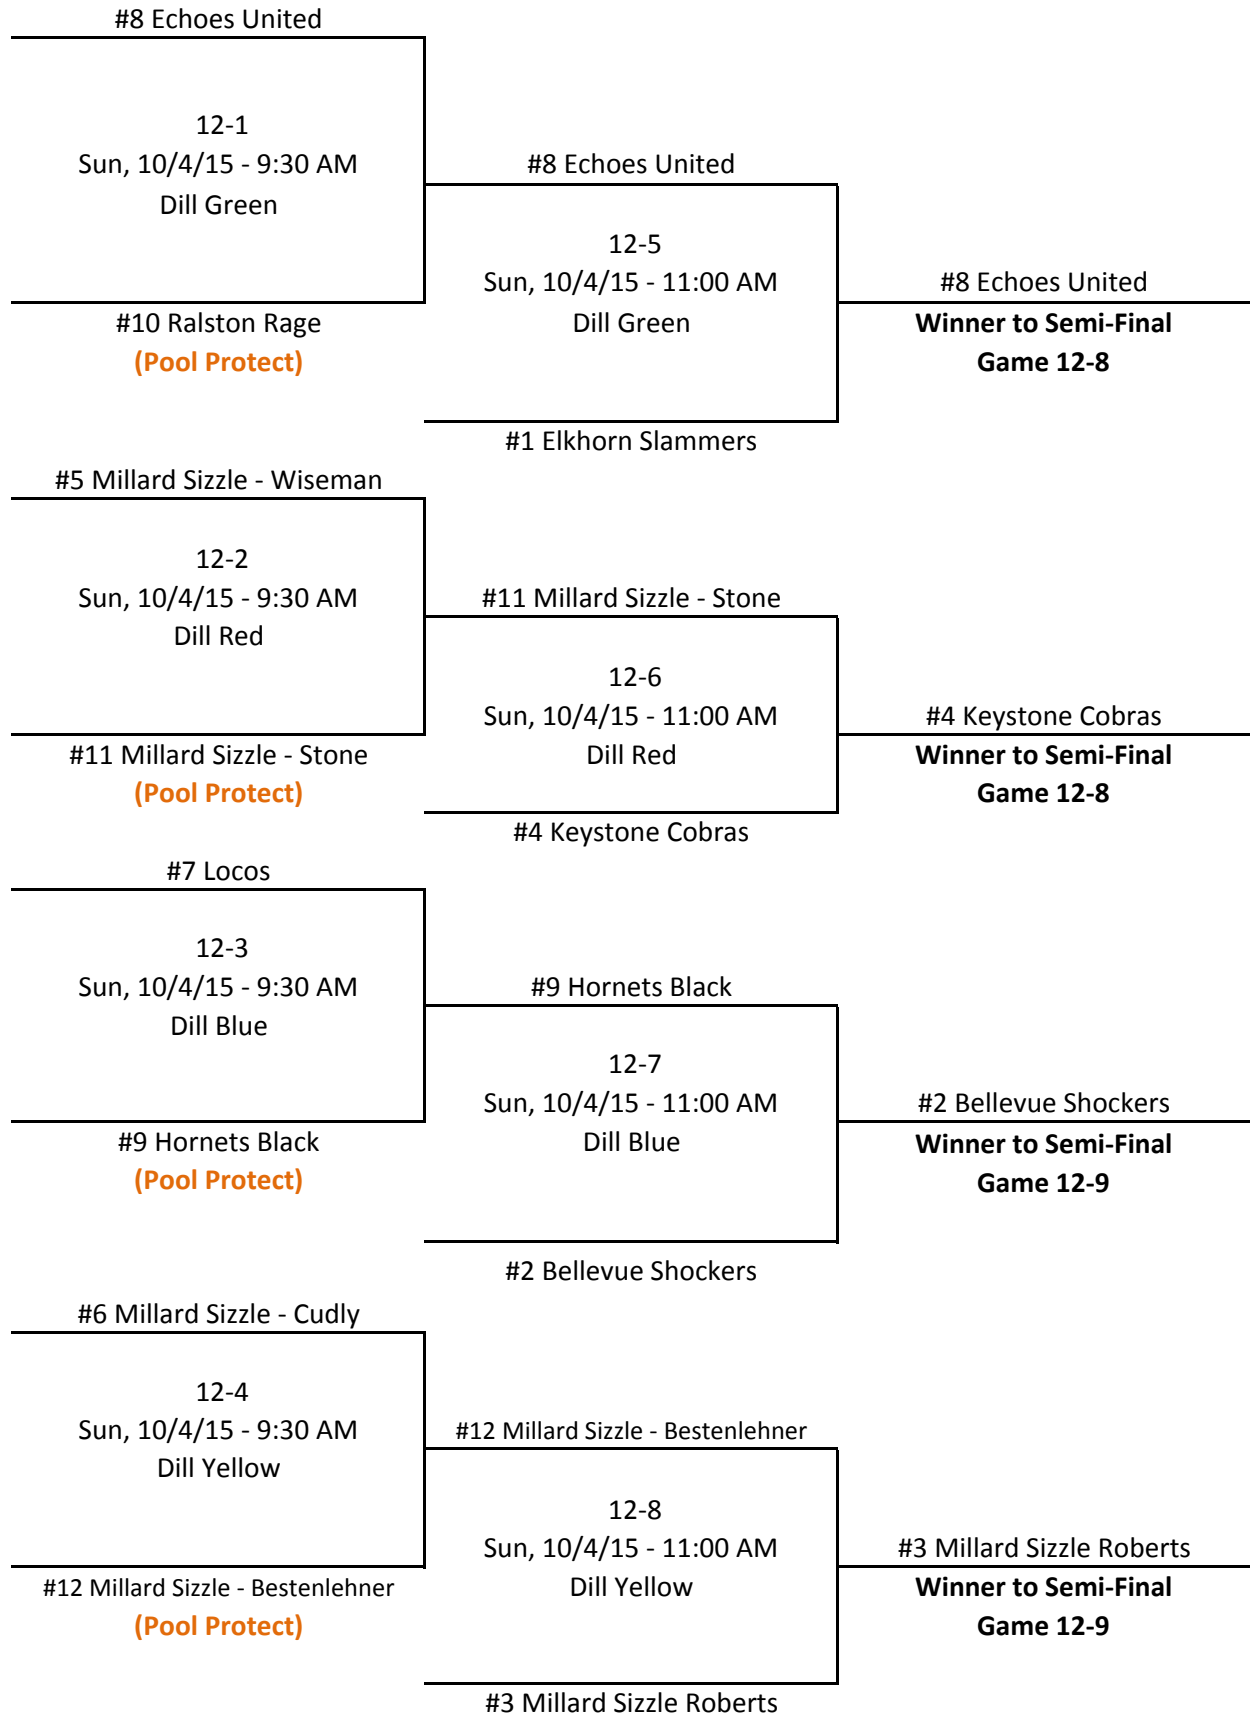 #8 Echoes United
12-1
Sun, 10/4/15 - 9:30 AM
Dill Green
#10 Ralston Rage
(Pool Protect)
#8 Echoes United
12-5
Sun, 10/4/15 - 11:00 AM
Dill Green
#1 Elkhorn Slammers
#8 Echoes United
Winner to Semi-Final
Game 12-8
#5 Millard Sizzle - Wiseman
12-2
Sun, 10/4/15 - 9:30 AM
Dill Red
#11 Millard Sizzle - Stone
(Pool Protect)
#11 Millard Sizzle - Stone
12-6
Sun, 10/4/15 - 11:00 AM
Dill Red
#4 Keystone Cobras
#4 Keystone Cobras
Winner to Semi-Final
Game 12-8
#7 Locos
12-3
Sun, 10/4/15 - 9:30 AM
Dill Blue
#9 Hornets Black
(Pool Protect)
#9 Hornets Black
12-7
Sun, 10/4/15 - 11:00 AM
Dill Blue
#2 Bellevue Shockers
#2 Bellevue Shockers
Winner to Semi-Final
Game 12-9
#6 Millard Sizzle - Cudly
12-4
Sun, 10/4/15 - 9:30 AM
Dill Yellow
#12 Millard Sizzle - Bestenlehner
(Pool Protect)
#12 Millard Sizzle - Bestenlehner
12-8
Sun, 10/4/15 - 11:00 AM
Dill Yellow
#3 Millard Sizzle Roberts
#3 Millard Sizzle Roberts
Winner to Semi-Final
Game 12-9